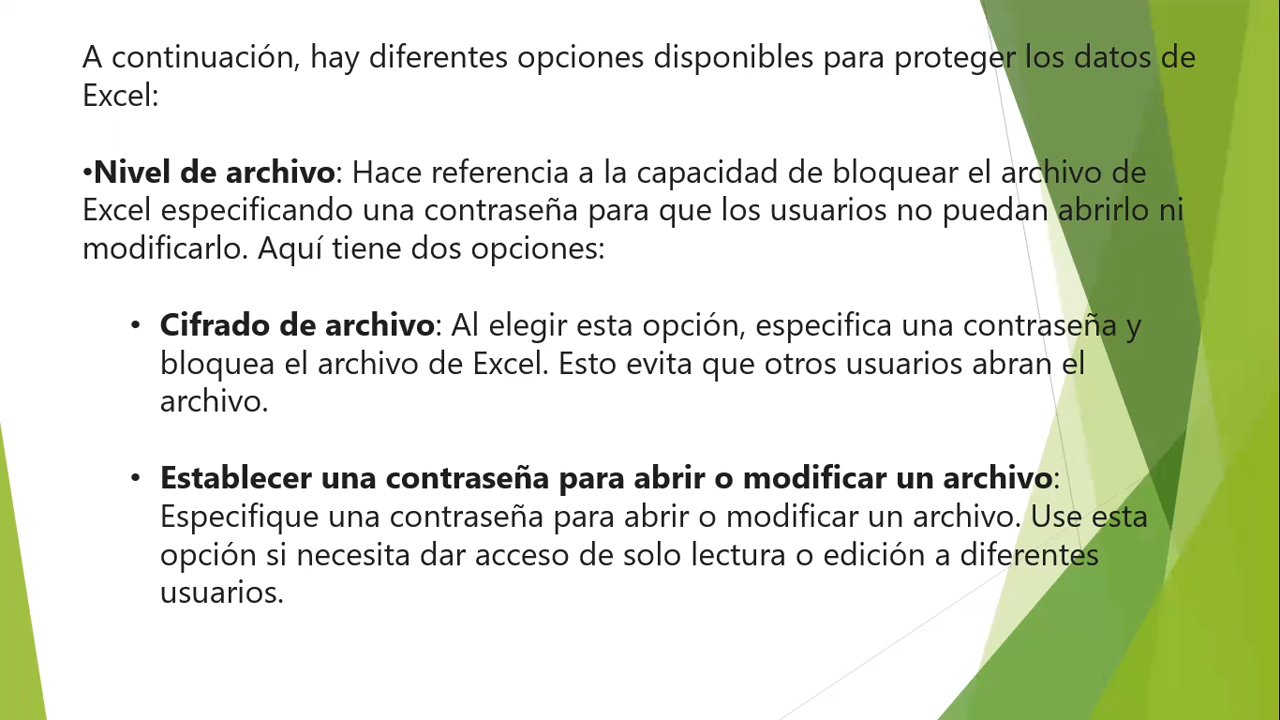 A continuación, hay diferentes opciones disponibles para proteger los datos de
Excel:
•Nivel de archivo: Hace referencia a la capacidad de bloquear el archivo de
Excel especificando una contraseña para que los usuarios no puedan abrirlo ni
modificarlo. Aquí tiene dos opciones:
• Cifrado de archivo: Al elegir esta opción, especifica una contraseña y
bloquea el archivo de Excel. Esto evita que otros usuarios abran el
archivo.
• Establecer una contraseña para abrir o modificar un archivo:
Especifique una contraseña para abrir o modificar un archivo. Use esta
opción si necesita dar acceso de solo lectura o edición a diferentes
usuarios.